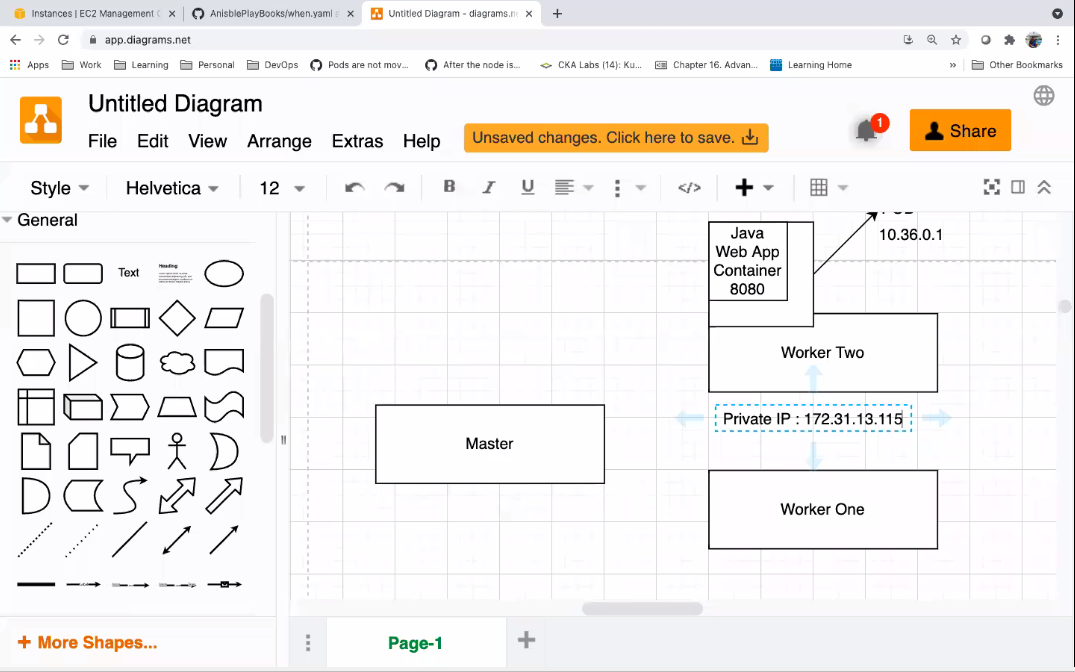 Instances | EC2 Management C
AnisblePlayBooks/when.yaml
Untitled Diagram - diagrams.ne
app.diagrams.net
Apps
Work
Learning
Personal
DevOps
Pods are not mov...
After the node is...
CKA Labs (14): Ku...
Chapter 16. Advan...
Learning Home
»
Other Bookmarks
Untitled Diagram
File Edit View Arrange Extras Help
Unsaved changes. Click here to save.
1
Share
Style
Helvetica
12
B I U
General
Text
Heading
Java
Web App
Container
8080
10.36.0.1
Worker Two
Private IP : 172.31.13.115
Master
Worker One
+ More Shapes...
Page-1